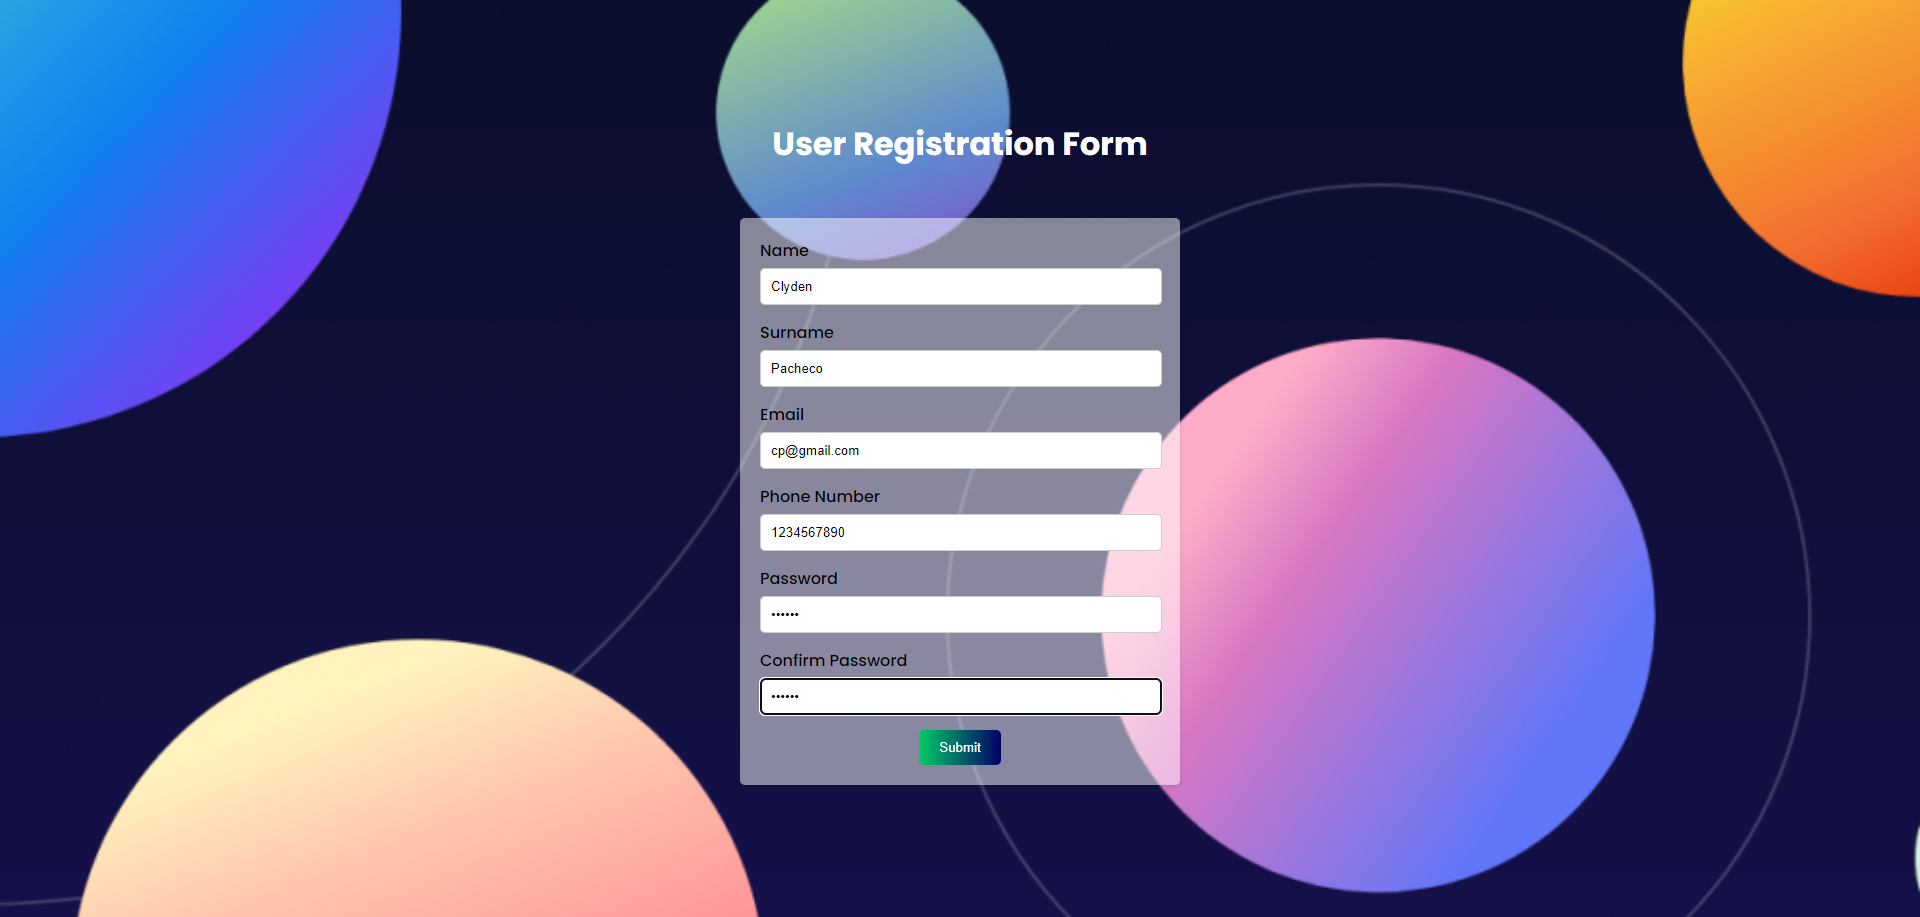 User Registration Form
Name
Clyden
Surname
Pacheco
Email
cp@gmail.com
Phone Number
1234567890
Password
••••••
Confirm Password
••••••
Submit